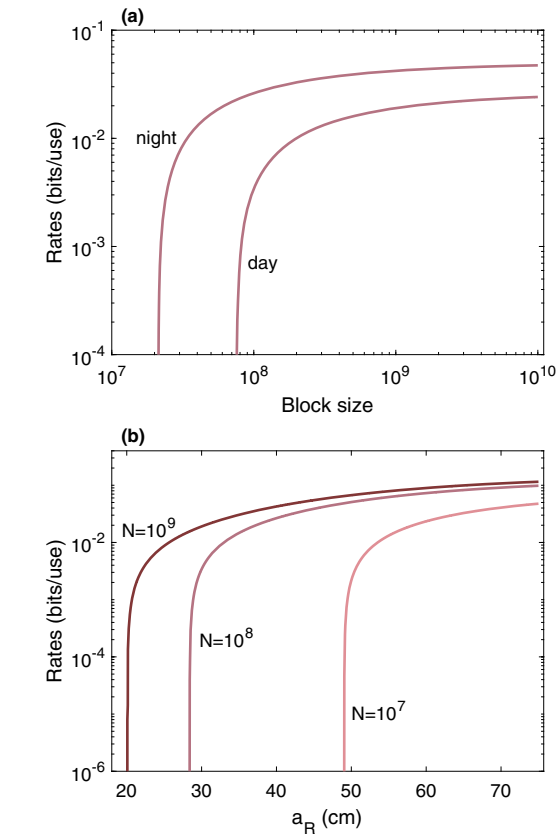 (a)
10^-1
10^-2
10^-3
10^-4
Rates (bits/use)
night
day
10^7
10^8
10^9
10^10
Block size
(b)
10^-2
10^-4
10^-6
Rates (bits/use)
N=10^9
N=10^8
N=10^7
20
30
40
50
60
70
a_R (cm)